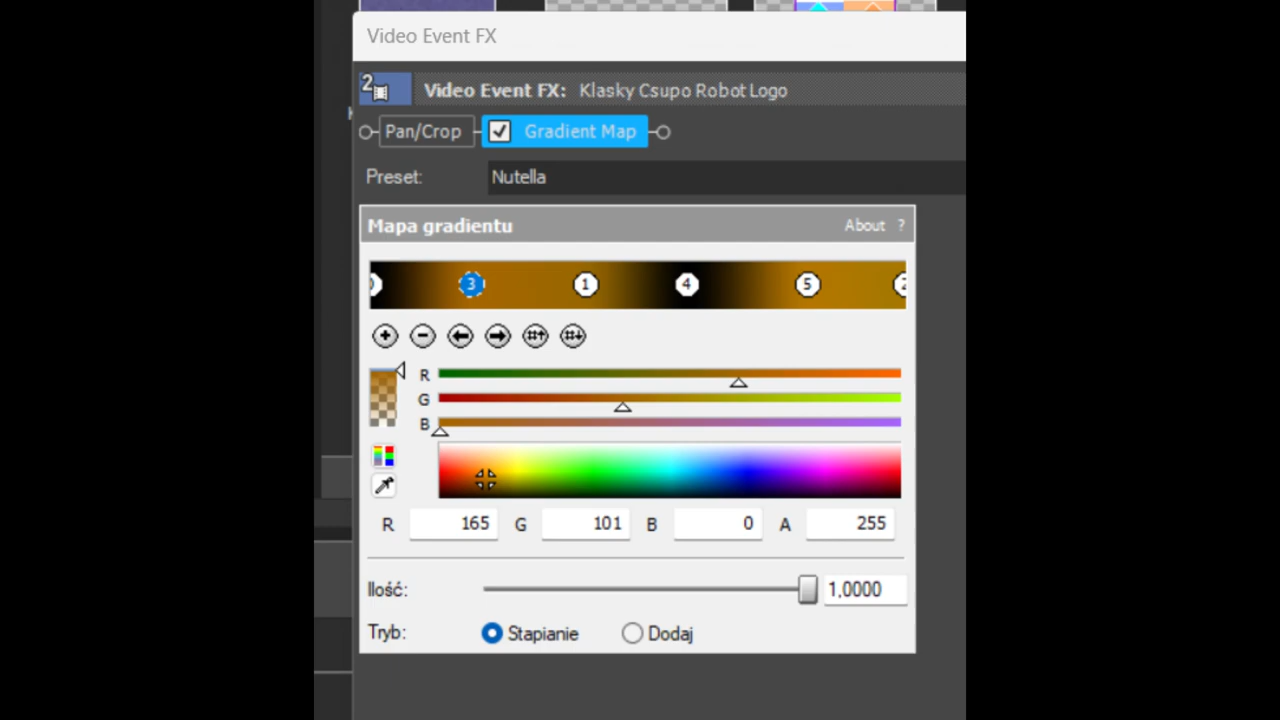 Video Event FX
2
Video Event FX: Klasky Csupo Robot Logo
Pan/Crop Gradient Map
Preset: Nutella
Mapa gradientu About ?
3 1 4 5
R
G
B
R 165 G 101 B 0 A 255
Ilość: 1,0000
Tryb: Stapianie Dodaj